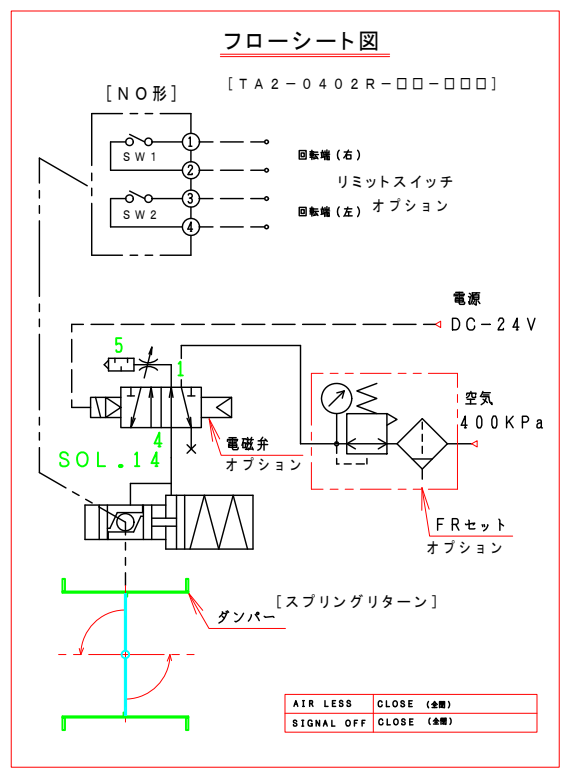 フローシート図
[TA2-0402R-□□-□□□]
[NO形]
SW1
1
2
回転端(右)
リミットスイッチ
オプション
SW2
3
4
回転端(左)
電源
DC-24V
5
1
空気
400KPa
4
SOL.14
電磁弁
オプション
FRセット
オプション
[スプリングリターン]
ダンパー
AIR LESS CLOSE (全閉)
SIGNAL OFF CLOSE (全閉)